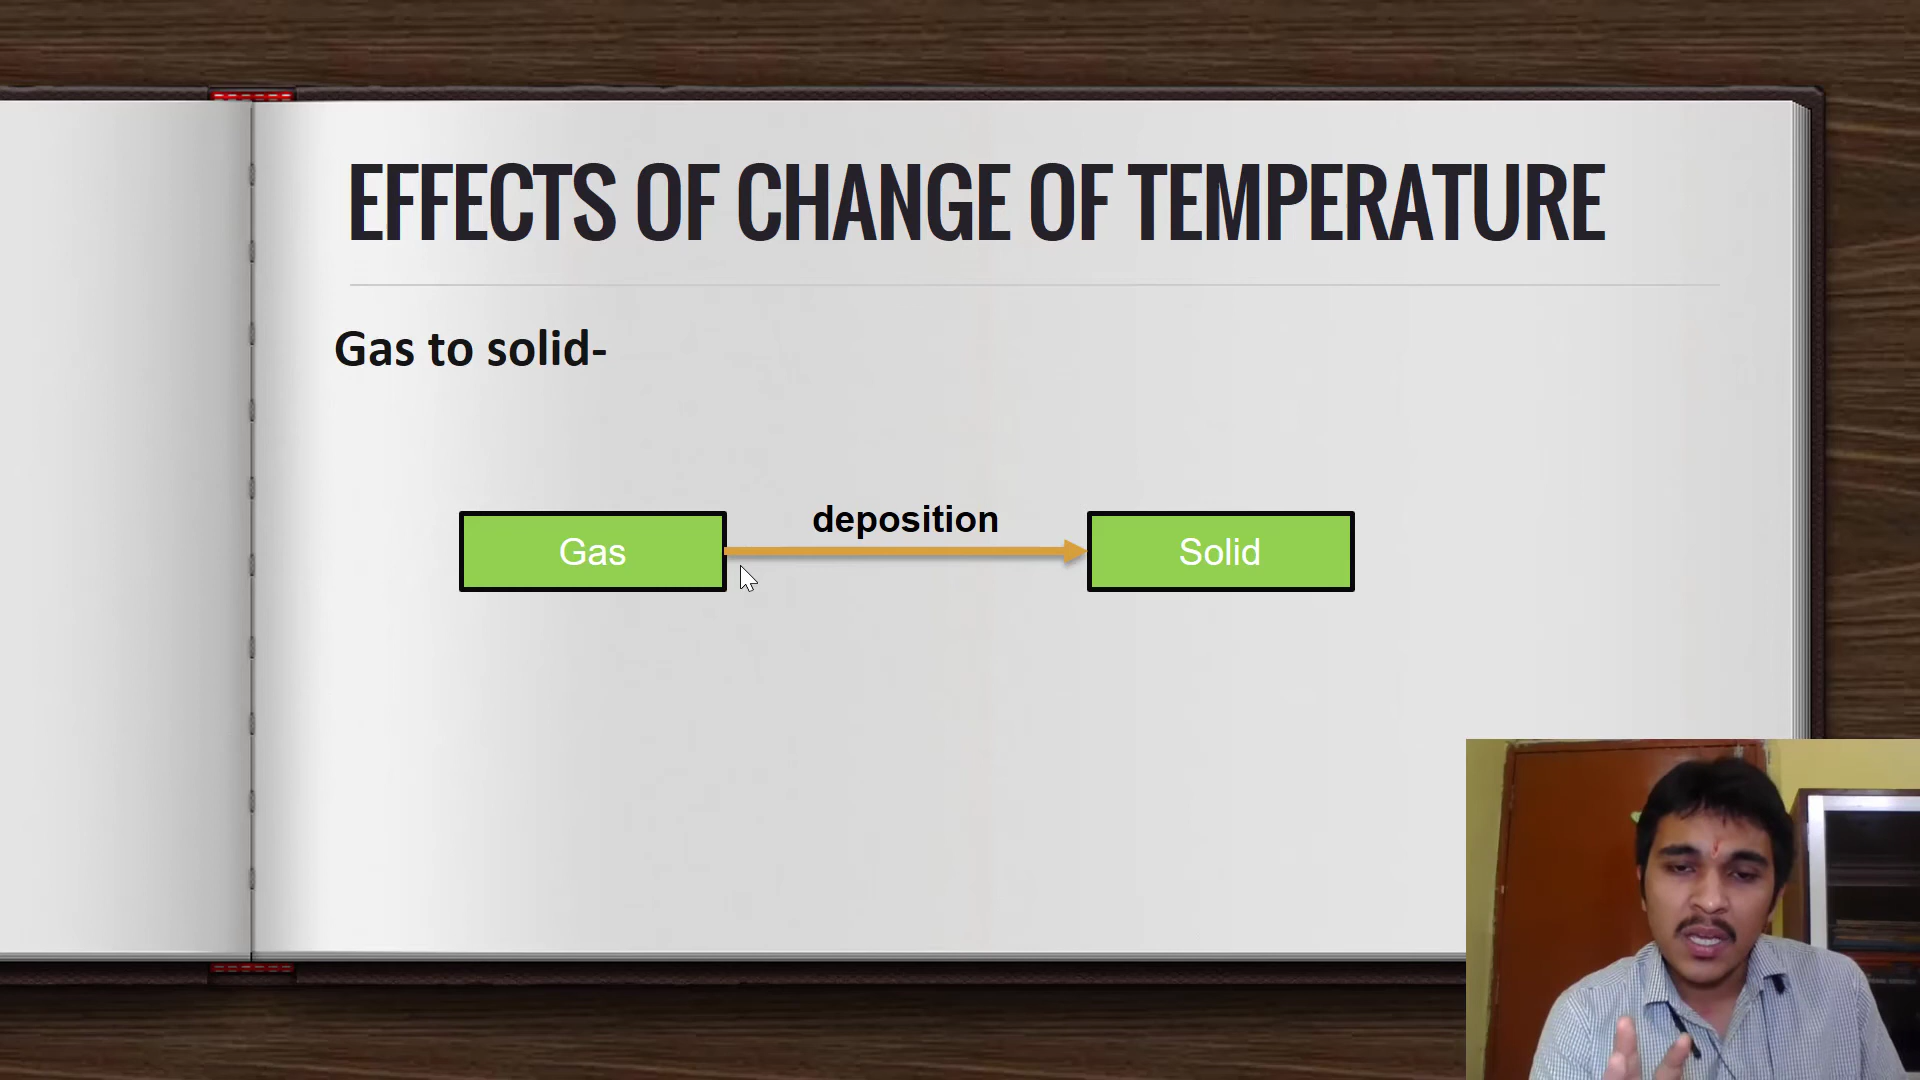 EFFECTS OF CHANGE OF TEMPERATURE
Gas to solid-
deposition
Gas
Solid